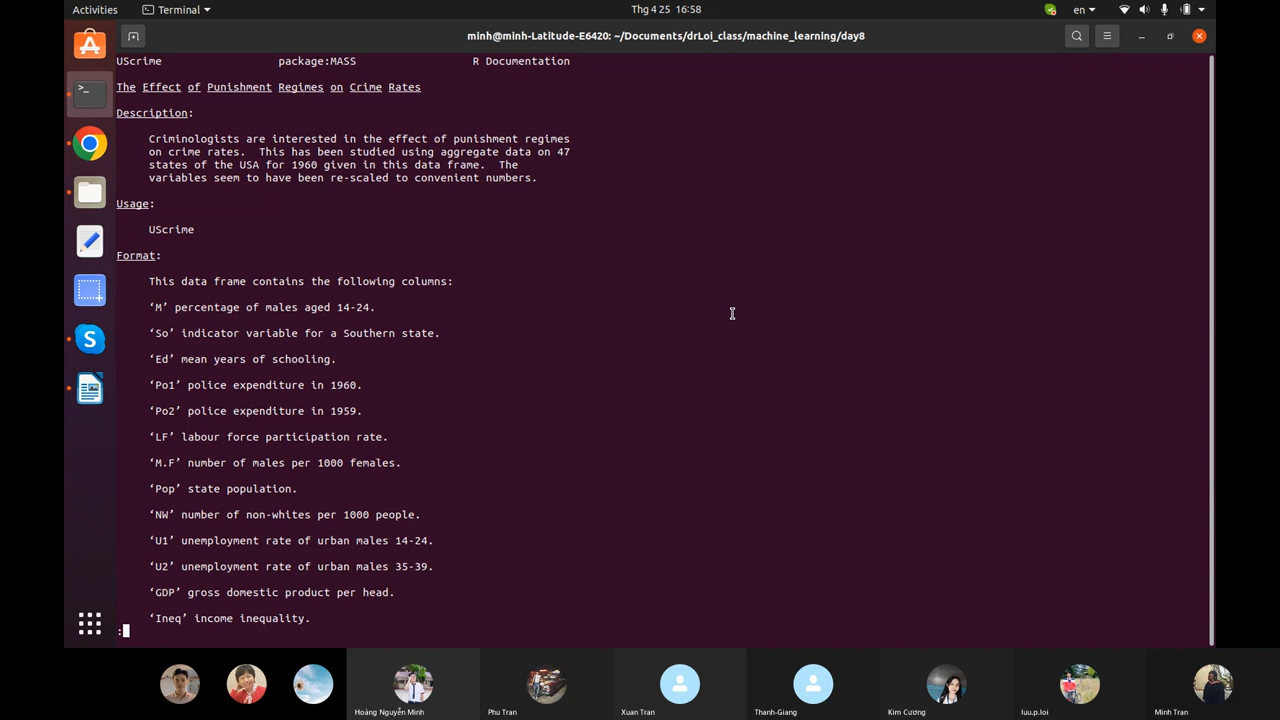 Activities Terminal Thg 4 25 16:58 en
minh@minh-Latitude-E6420: ~/Documents/drLoi_class/machine_learning/day8
UScrime package:MASS R Documentation
The Effect of Punishment Regimes on Crime Rates
Description:
Criminologists are interested in the effect of punishment regimes
on crime rates. This has been studied using aggregate data on 47
states of the USA for 1960 given in this data frame. The
variables seem to have been re-scaled to convenient numbers.
Usage:
UScrime
Format:
This data frame contains the following columns:
‘M’ percentage of males aged 14-24.
‘So’ indicator variable for a Southern state.
‘Ed’ mean years of schooling.
‘Po1’ police expenditure in 1960.
‘Po2’ police expenditure in 1959.
‘LF’ labour force participation rate.
‘M.F’ number of males per 1000 females.
‘Pop’ state population.
‘NW’ number of non-whites per 1000 people.
‘U1’ unemployment rate of urban males 14-24.
‘U2’ unemployment rate of urban males 35-39.
‘GDP’ gross domestic product per head.
‘Ineq’ income inequality.
:
Hoàng Nguyễn Minh Phu Tran Xuan Tran Thanh-Giang Kim Cương luu.p.loi Minh Tran